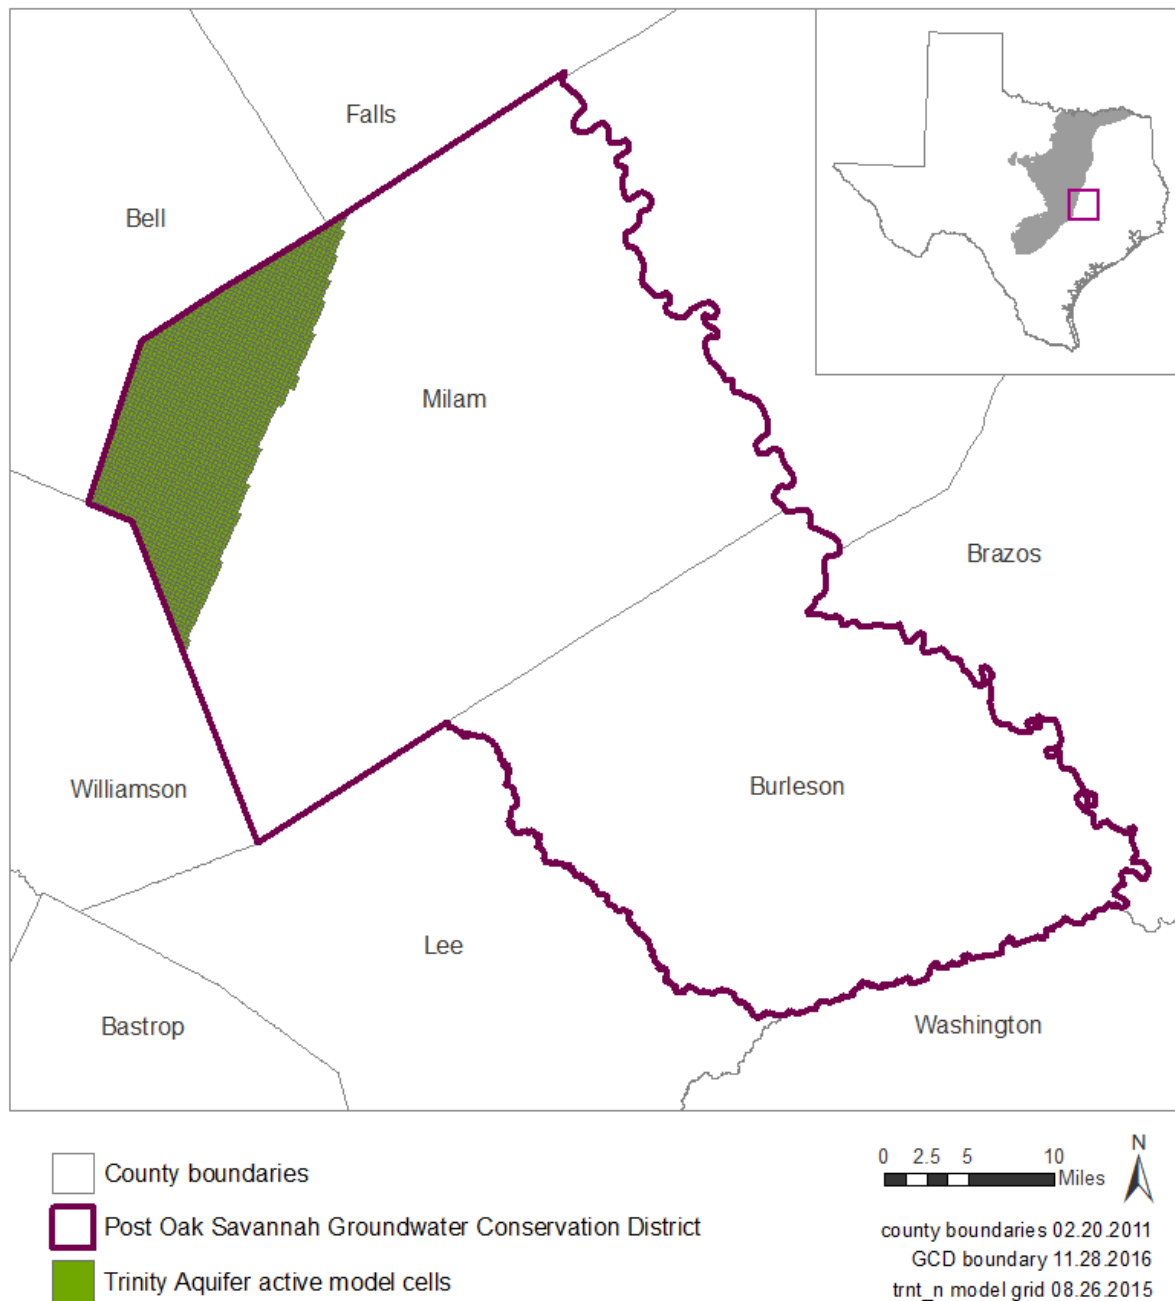 Falls
Bell
Milam
Brazos
Williamson
Burleson
Lee
Bastrop
Washington
County boundaries
Post Oak Savannah Groundwater Conservation District
Trinity Aquifer active model cells
N
0 2.5 5 10
Miles
county boundaries 02.20.2011
GCD boundary 11.28.2016
trnt_n model grid 08.26.2015